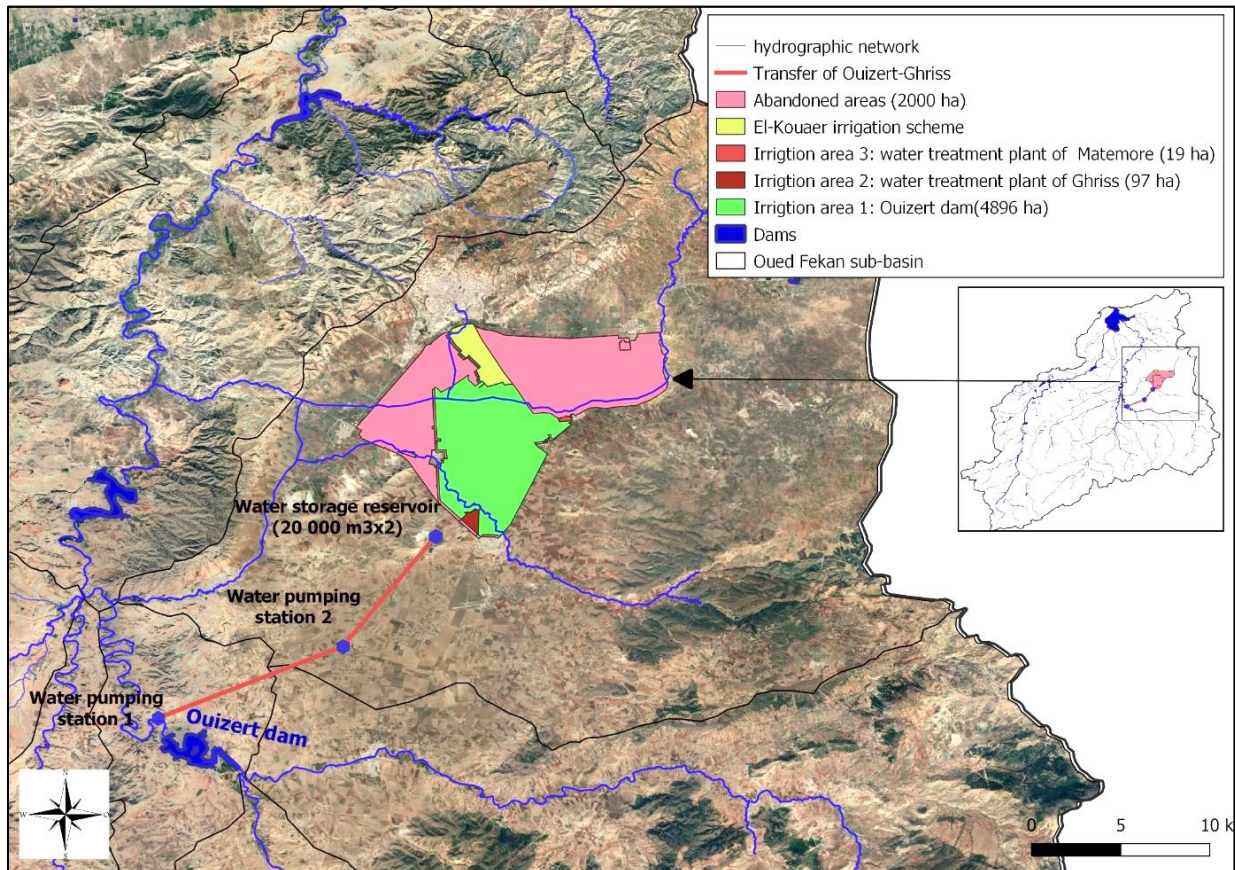 hydrographic network
Transfer of Ouizert-Ghriss
Abandoned areas (2000 ha)
El-Kouaer irrigation scheme
Irrigtion area 3: water treatment plant of Matemore (19 ha)
Irrigtion area 2: water treatment plant of Ghriss (97 ha)
Irrigtion area 1: Ouizert dam(4896 ha)
Dams
Oued Fekan sub-basin
Water storage reservoir
(20 000 m3x2)
Water pumping
station 2
Water pumping
station 1
Ouizert dam
N
W
O
S
0 5 10 k